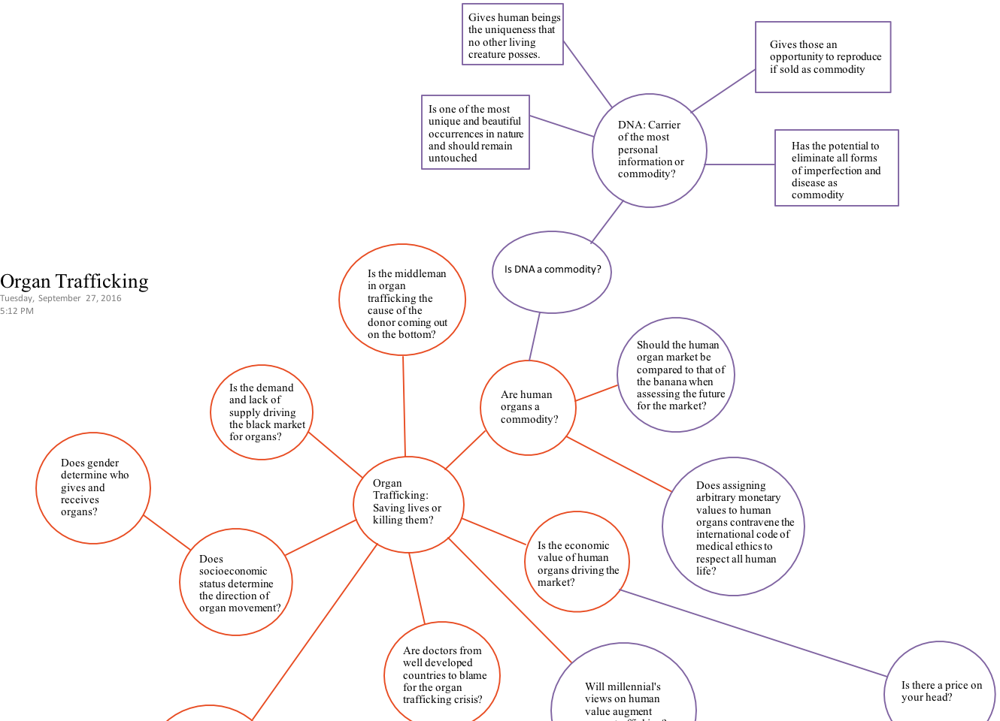 Gives human beings
the uniqueness that
no other living
creature posses.
Gives those an
opportunity to reproduce
if sold as commodity
Is one of the most
unique and beautiful
occurrences in nature
and should remain
untouched
DNA: Carrier
of the most
personal
information or
commodity?
Has the potential to
eliminate all forms
of imperfection and
disease as
commodity
Is DNA a commodity?
Organ Trafficking
Tuesday, September 27, 2016
5:12 PM
Is the middleman
in organ
trafficking the
cause of the
donor coming out
on the bottom?
Should the human
organ market be
compared to that of
the banana when
assessing the future
for the market?
Is the demand
and lack of
supply driving
the black market
for organs?
Are human
organs a
commodity?
Does gender
determine who
gives and
receives
organs?
Organ
Trafficking:
Saving lives or
killing them?
Does assigning
arbitrary monetary
values to human
organs contravene the
international code of
medical ethics to
respect all human
life?
Is the economic
value of human
organs driving the
market?
Does
socioeconomic
status determine
the direction of
organ movement?
Are doctors from
well developed
countries to blame
for the organ
trafficking crisis?
Will millennial's
views on human
value augment
Is there a price on
your head?